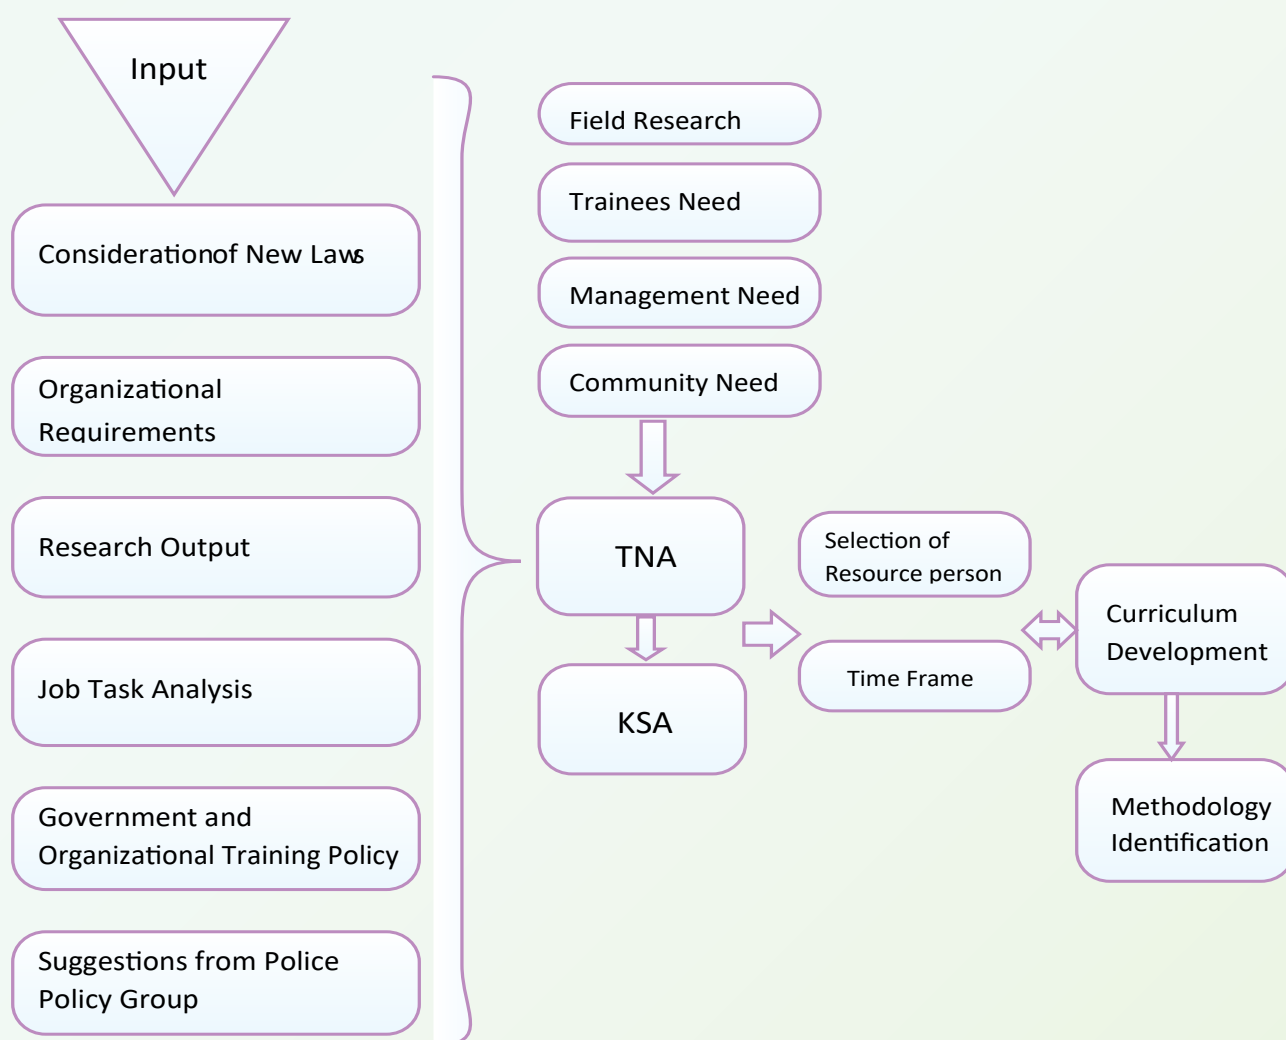 Input
Considerationof New Laws
Organizational
Requirements
Research Output
Job Task Analysis
Government and
Organizational Training Policy
Suggestions from Police
Policy Group
Field Research
Trainees Need
Management Need
Community Need
TNA
KSA
Selection of
Resource person
Time Frame
Curriculum
Development
Methodology
Identification